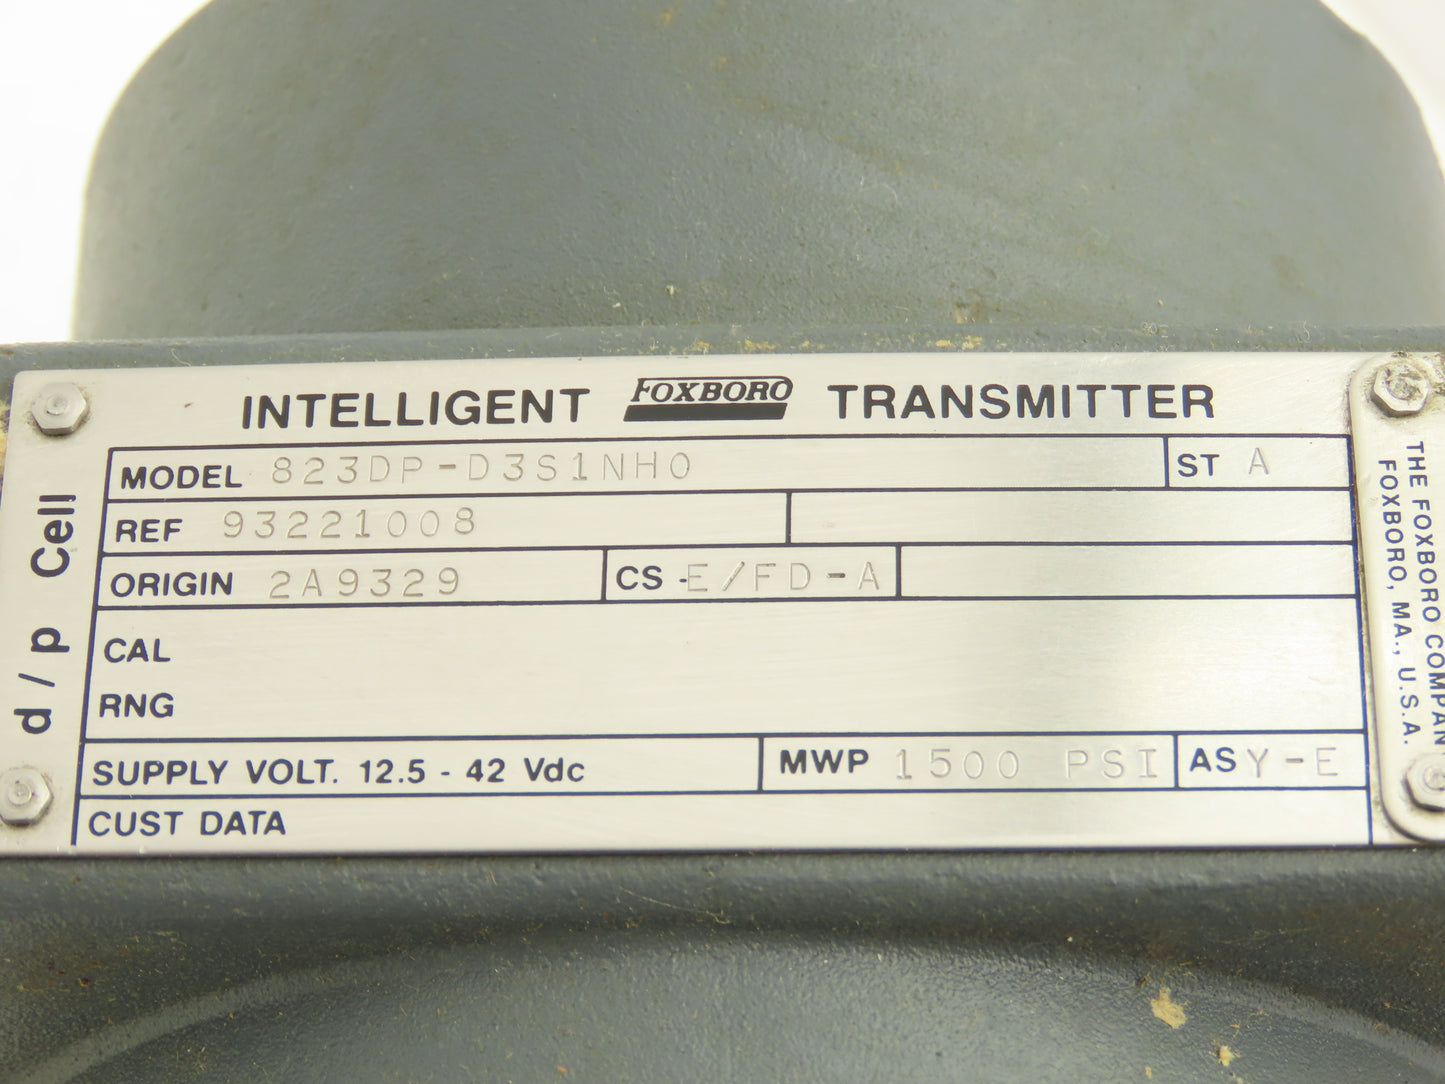 INTELLIGENT FOXBORO TRANSMITTER
MODEL 823DP-D3S1NH0 ST A
REF 93221008
ORIGIN 2A9329 CS -E/FD-A
CAL
RNG
SUPPLY VOLT. 12.5 - 42 Vdc MWP 1500 PSI AS Y-E
CUST DATA
d/p Cell
THE FOXBORO COMPAN
FOXBORO, MA., U.S.A.